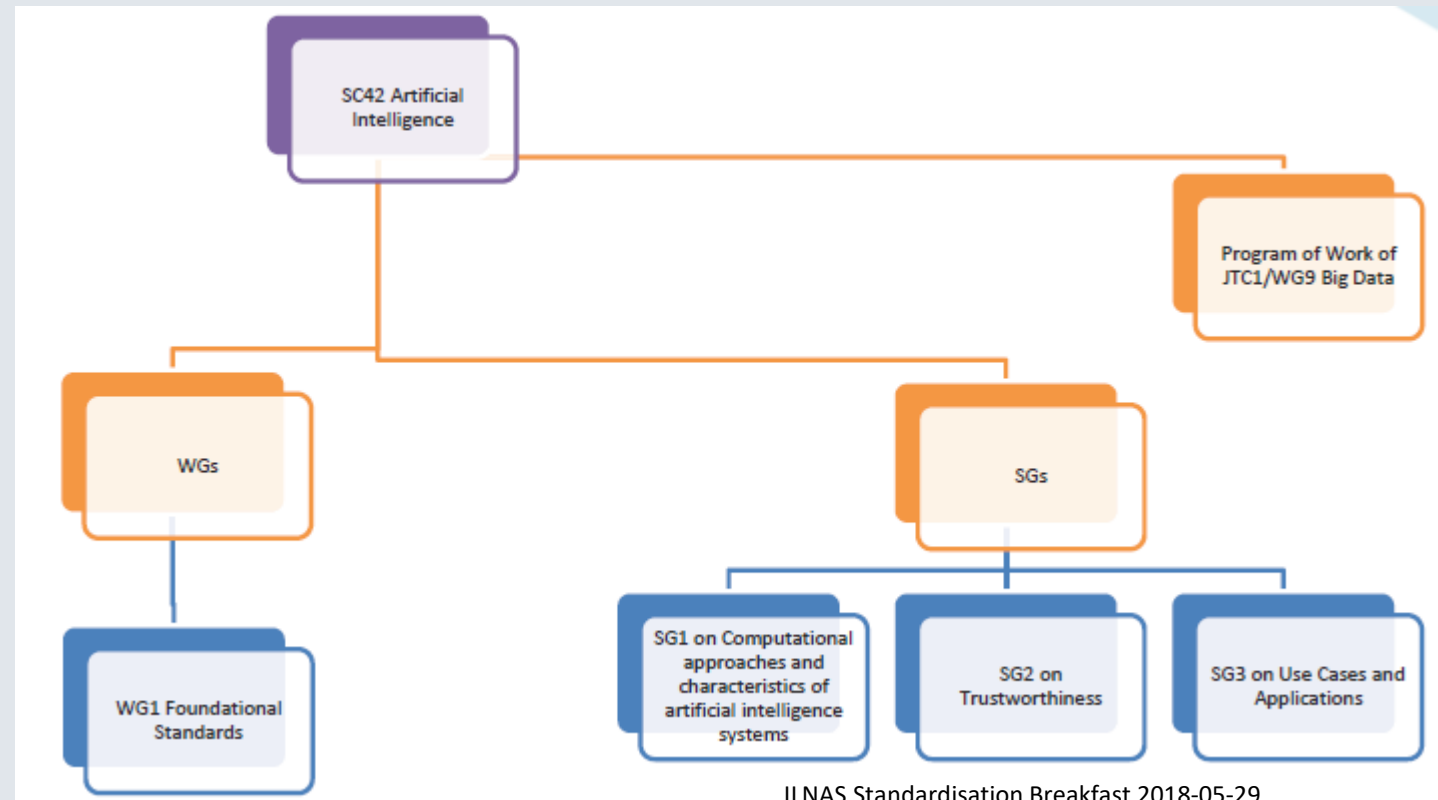 SC42 Artificial
Intelligence
Program of Work of
JTC1/WG9 Big Data
WGs
SGs
WG1 Foundational
Standards
SG1 on Computational
approaches and
characteristics of
artificial intelligence
systems
SG2 on
Trustworthiness
SG3 on Use Cases and
Applications
ILNAS Standardisation Breakfast 2018-05-29